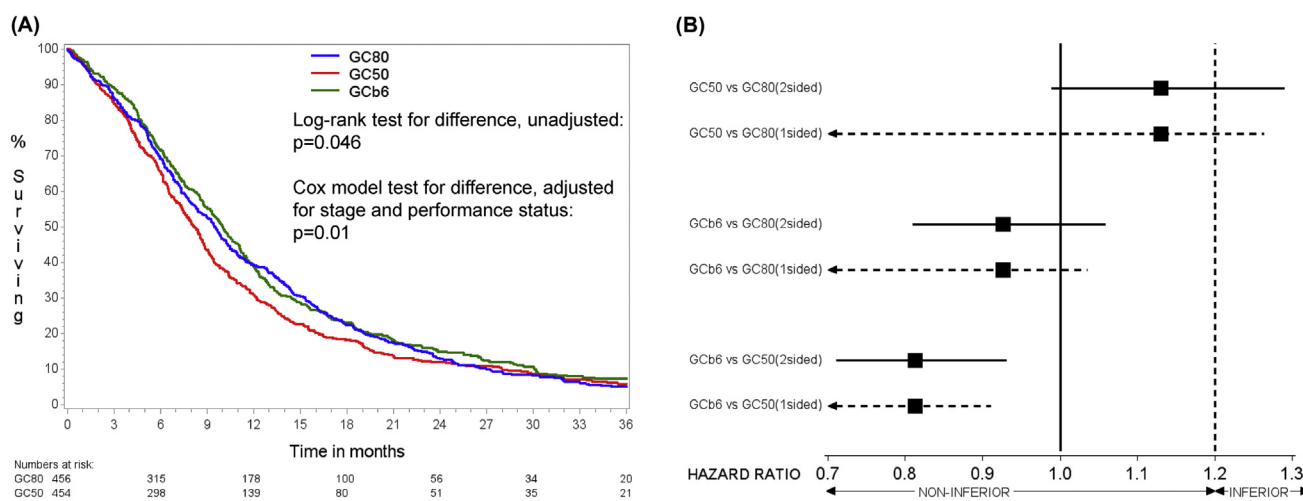 (A)
GC80
GC50
GCb6
Log-rank test for difference, unadjusted:
p=0.046
Cox model test for difference, adjusted
for stage and performance status:
p=0.01
% Surviving
100
90
80
70
60
50
40
30
20
10
0
0 3 6 9 12 15 18 21 24 27 30 33 36
Time in months
Numbers at risk:
GC80 456 315 178 100 56 34 20
GC50 454 298 139 80 51 35 21
(B)
GC50 vs GC80(2sided)
GC50 vs GC80(1sided)
GCb6 vs GC80(2sided)
GCb6 vs GC80(1sided)
GCb6 vs GC50(2sided)
GCb6 vs GC50(1sided)
HAZARD RATIO 0.7 0.8 0.9 1.0 1.1 1.2 1.3
NON-INFERIOR INFERIOR